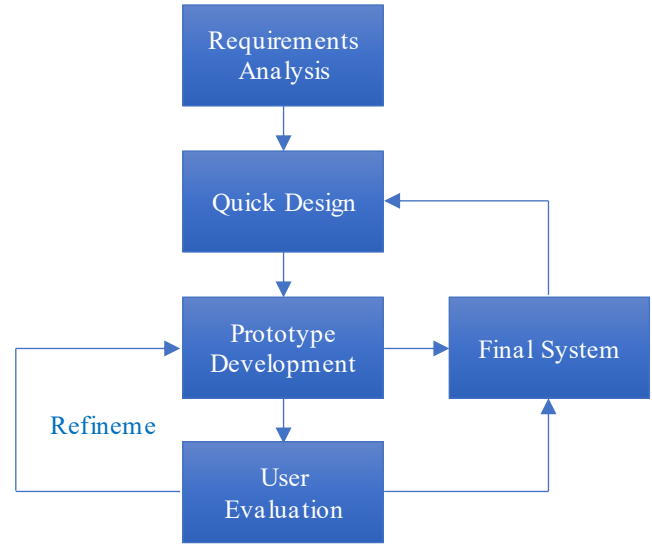 Requirements
Analysis
Quick Design
Prototype
Development
Final System
Refineme
User
Evaluation